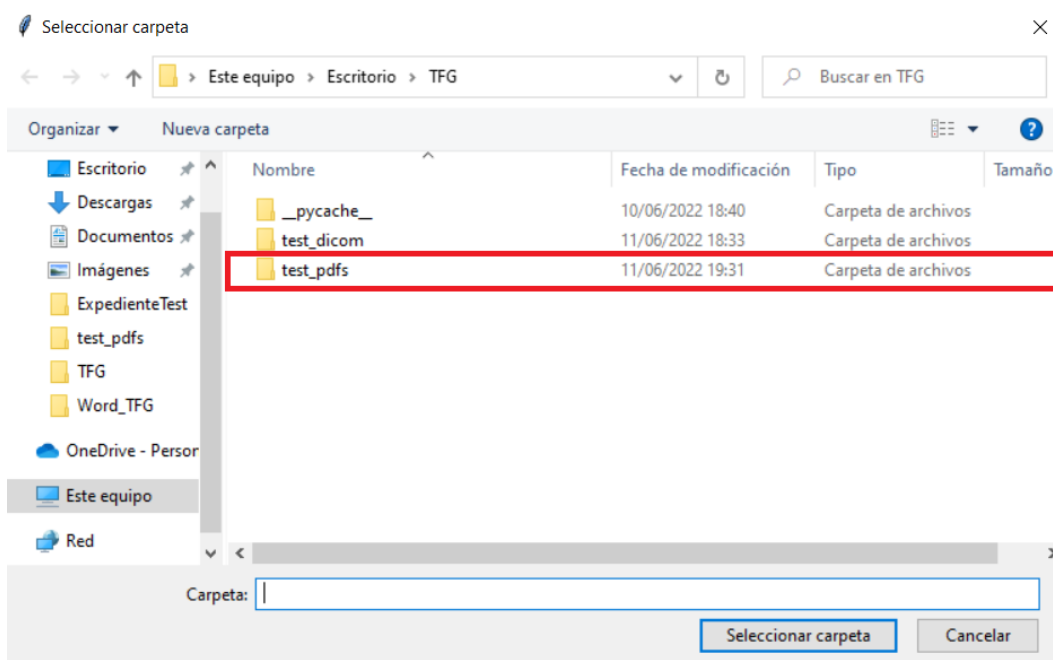 Seleccionar carpeta
Este equipo > Escritorio > TFG
Buscar en TFG
Organizar
Nueva carpeta
Nombre
Fecha de modificación
Tipo
Tamaño
Escritorio
Descargas
Documentos
Imágenes
ExpedienteTest
test_pdfs
TFG
Word_TFG
OneDrive - Person
Este equipo
Red
__pycache__ 10/06/2022 18:40 Carpeta de archivos
test_dicom 11/06/2022 18:33 Carpeta de archivos
test_pdfs 11/06/2022 19:31 Carpeta de archivos
Carpeta:
Seleccionar carpeta
Cancelar